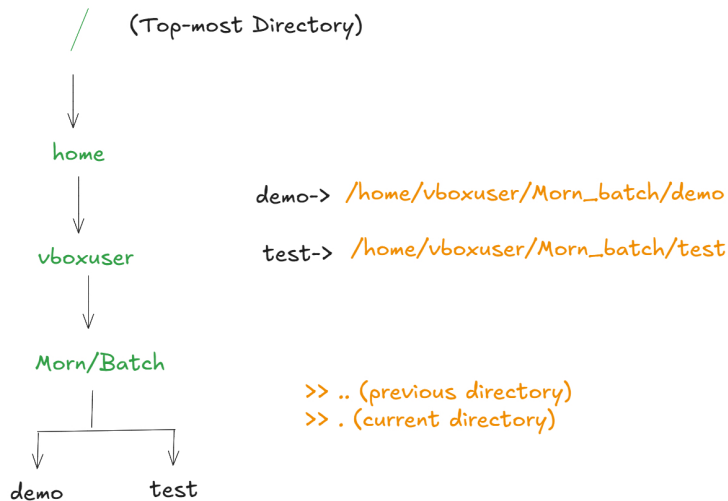 / (Top-most Directory)
home
demo-> /home/vboxuser/Morn_batch/demo
test-> /home/vboxuser/Morn_batch/test
vboxuser
Morn/Batch
>> .. (previous directory)
>> . (current directory)
demo test